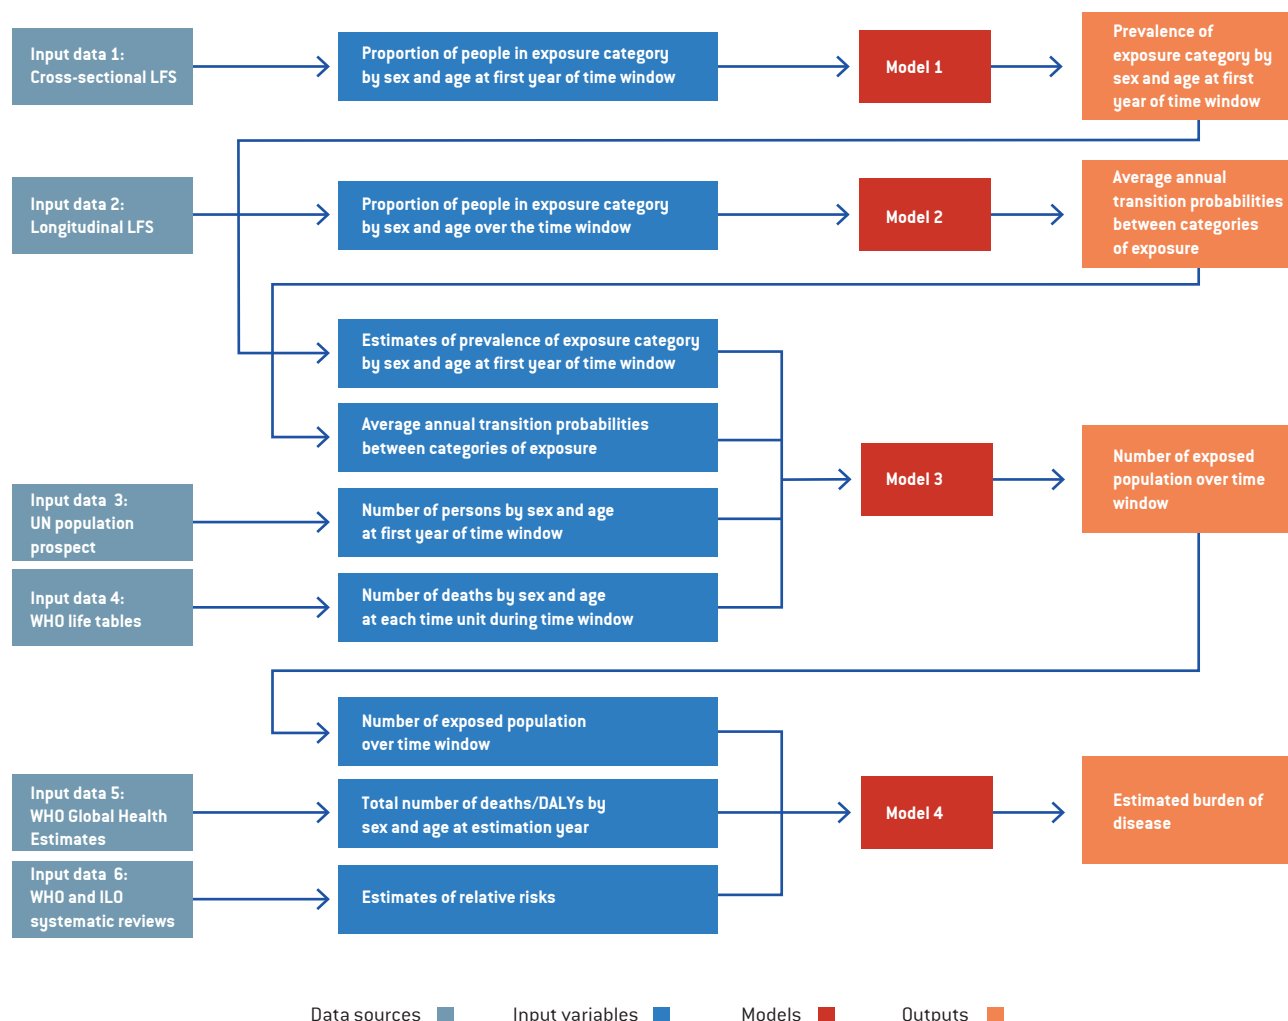 Input data 1:
Cross-sectional LFS
Proportion of people in exposure category
by sex and age at first year of time window
Model 1
Prevalence of
exposure category by
sex and age at first
year of time window
Input data 2:
Longitudinal LFS
Proportion of people in exposure category
by sex and age over the time window
Model 2
Average annual
transition probabilities
between categories
of exposure
Estimates of prevalence of exposure category
by sex and age at first year of time window
Average annual transition probabilities
between categories of exposure
Input data 3:
UN population
prospect
Number of persons by sex and age
at first year of time window
Input data 4:
WHO life tables
Number of deaths by sex and age
at each time unit during time window
Model 3
Number of exposed
population over time
window
Number of exposed population
over time window
Input data 5:
WHO Global Health
Estimates
Total number of deaths/DALYs by
sex and age at estimation year
Input data 6:
WHO and ILO
systematic reviews
Estimates of relative risks
Model 4
Estimated burden of
disease
Data sources
Input variables
Models
Outputs